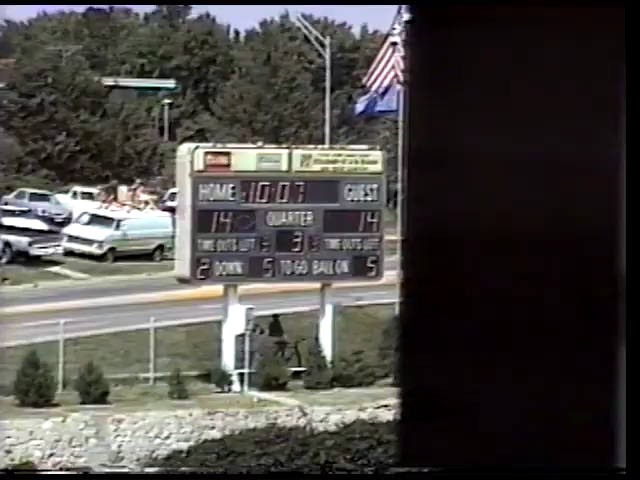 HOME 10:07 GUEST
14 QUARTER 14
TIME OUTS LEFT 3 TIME OUTS LEFT
2 DOWN 5 TO GO BALL ON 5